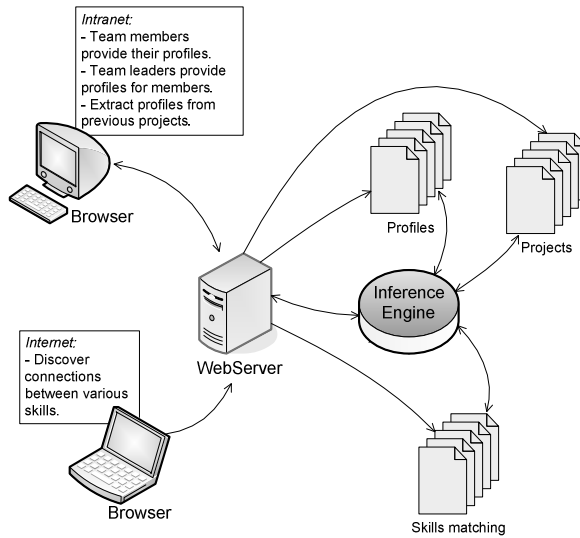 Intranet:
- Team members
provide their profiles.
- Team leaders provide
profiles for members.
- Extract profiles from
previous projects.
Browser
Profiles
Projects
Inference
Engine
WebServer
Internet:
- Discover
connections
between various
skills.
Browser
Skills matching